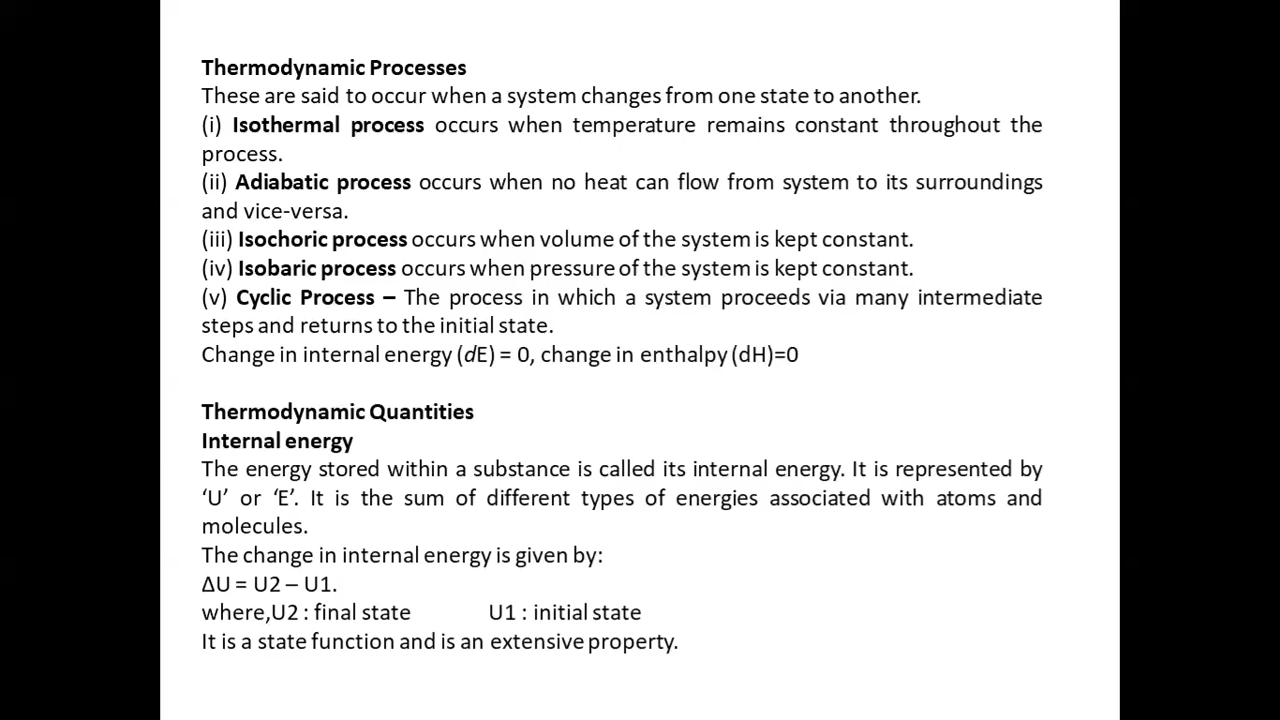 Thermodynamic Processes
These are said to occur when a system changes from one state to another.
(i) Isothermal process occurs when temperature remains constant throughout the
process.
(ii) Adiabatic process occurs when no heat can flow from system to its surroundings
and vice-versa.
(iii) Isochoric process occurs when volume of the system is kept constant.
(iv) Isobaric process occurs when pressure of the system is kept constant.
(v) Cyclic Process – The process in which a system proceeds via many intermediate
steps and returns to the initial state.
Change in internal energy (dE) = 0, change in enthalpy (dH)=0
Thermodynamic Quantities
Internal energy
The energy stored within a substance is called its internal energy. It is represented by
‘U’ or ‘E’. It is the sum of different types of energies associated with atoms and
molecules.
The change in internal energy is given by:
ΔU = U2 – U1.
where,U2 : final state U1 : initial state
It is a state function and is an extensive property.